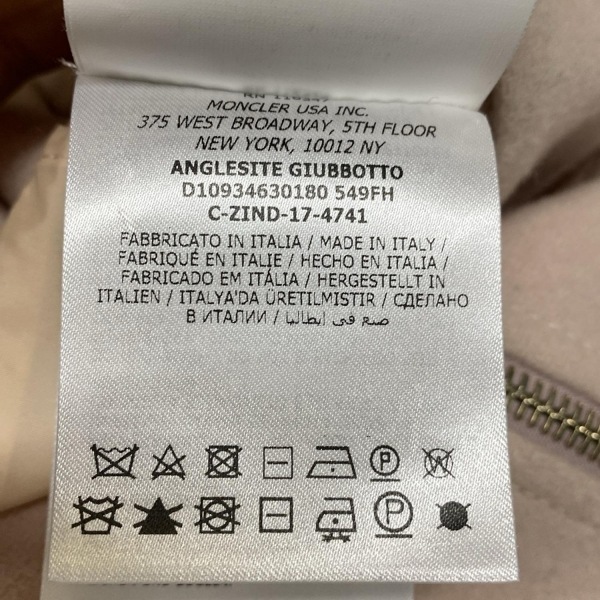 MONCLER USA INC.
375 WEST BROADWAY, 5TH FLOOR
NEW YORK, 10012 NY
ANGLESITE GIUBBOTTO
D10934630180 549FH
C-ZIND-17-4741
FABBRICATO IN ITALIA / MADE IN ITALY /
FABRIQUÉ EN ITALIE / HECHO EN ITALIA /
FABRICADO EM ITÁLIA / HERGESTELLT IN
ITALIEN / ITALYA'DA ÜRETILMISTIR / СДЕЛАНО
В ИТАЛИИ / صنع فى ايطاليا
P W
P